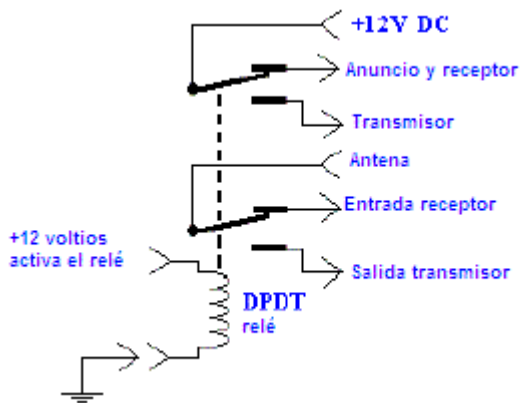 +12V DC
Anuncio y receptor
Transmisor
Antena
Entrada receptor
+12 voltios
activa el relé
Salida transmisor
DPDT
relé